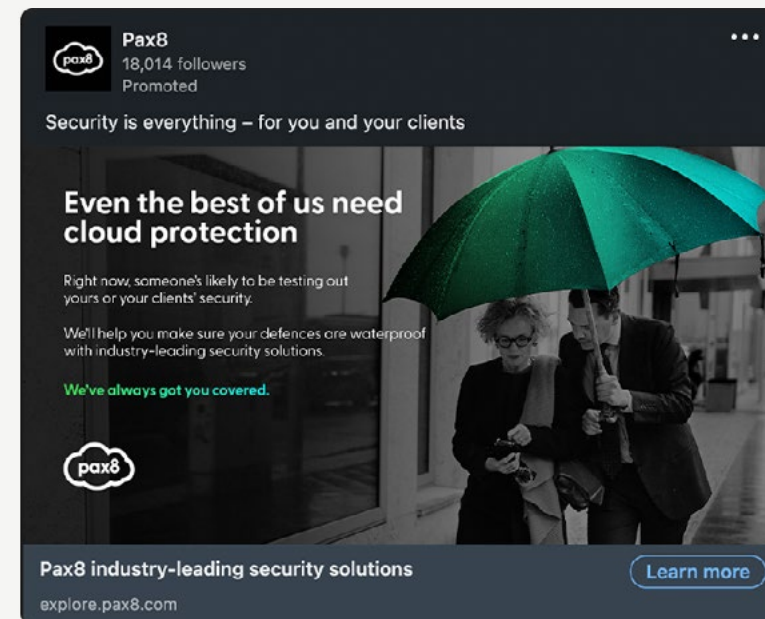 pax8
Pax8
18,014 followers
Promoted
Security is everything – for you and your clients
Even the best of us need
cloud protection
Right now, someone's likely to be testing out
yours or your clients' security.
We'll help you make sure your defences are waterproof
with industry-leading security solutions.
We've always got you covered.
pax8
Pax8 industry-leading security solutions
Learn more
explore.pax8.com